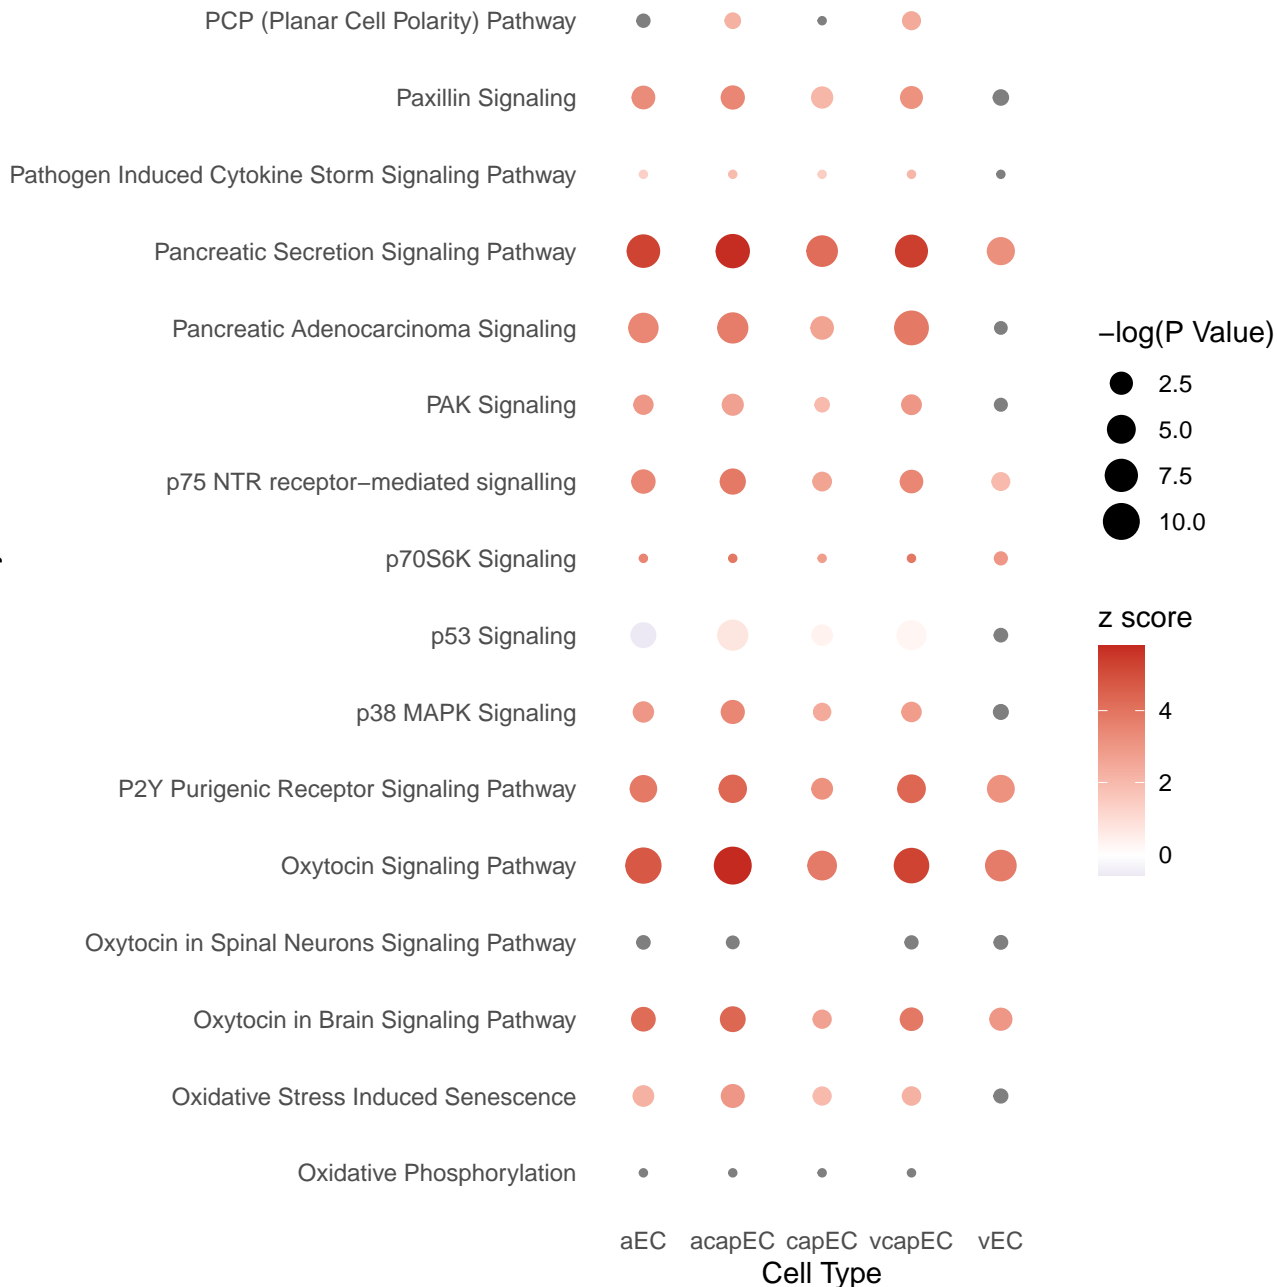 PCP (Planar Cell Polarity) Pathway
Paxillin Signaling
Pathogen Induced Cytokine Storm Signaling Pathway
Pancreatic Secretion Signaling Pathway
Pancreatic Adenocarcinoma Signaling
PAK Signaling
p75 NTR receptor−mediated signalling
p70S6K Signaling
p53 Signaling
p38 MAPK Signaling
P2Y Purigenic Receptor Signaling Pathway
Oxytocin Signaling Pathway
Oxytocin in Spinal Neurons Signaling Pathway
Oxytocin in Brain Signaling Pathway
Oxidative Stress Induced Senescence
Oxidative Phosphorylation
aEC acapEC capEC vcapEC vEC
Cell Type
−log(P Value)
2.5
5.0
7.5
10.0
z score
4
2
0